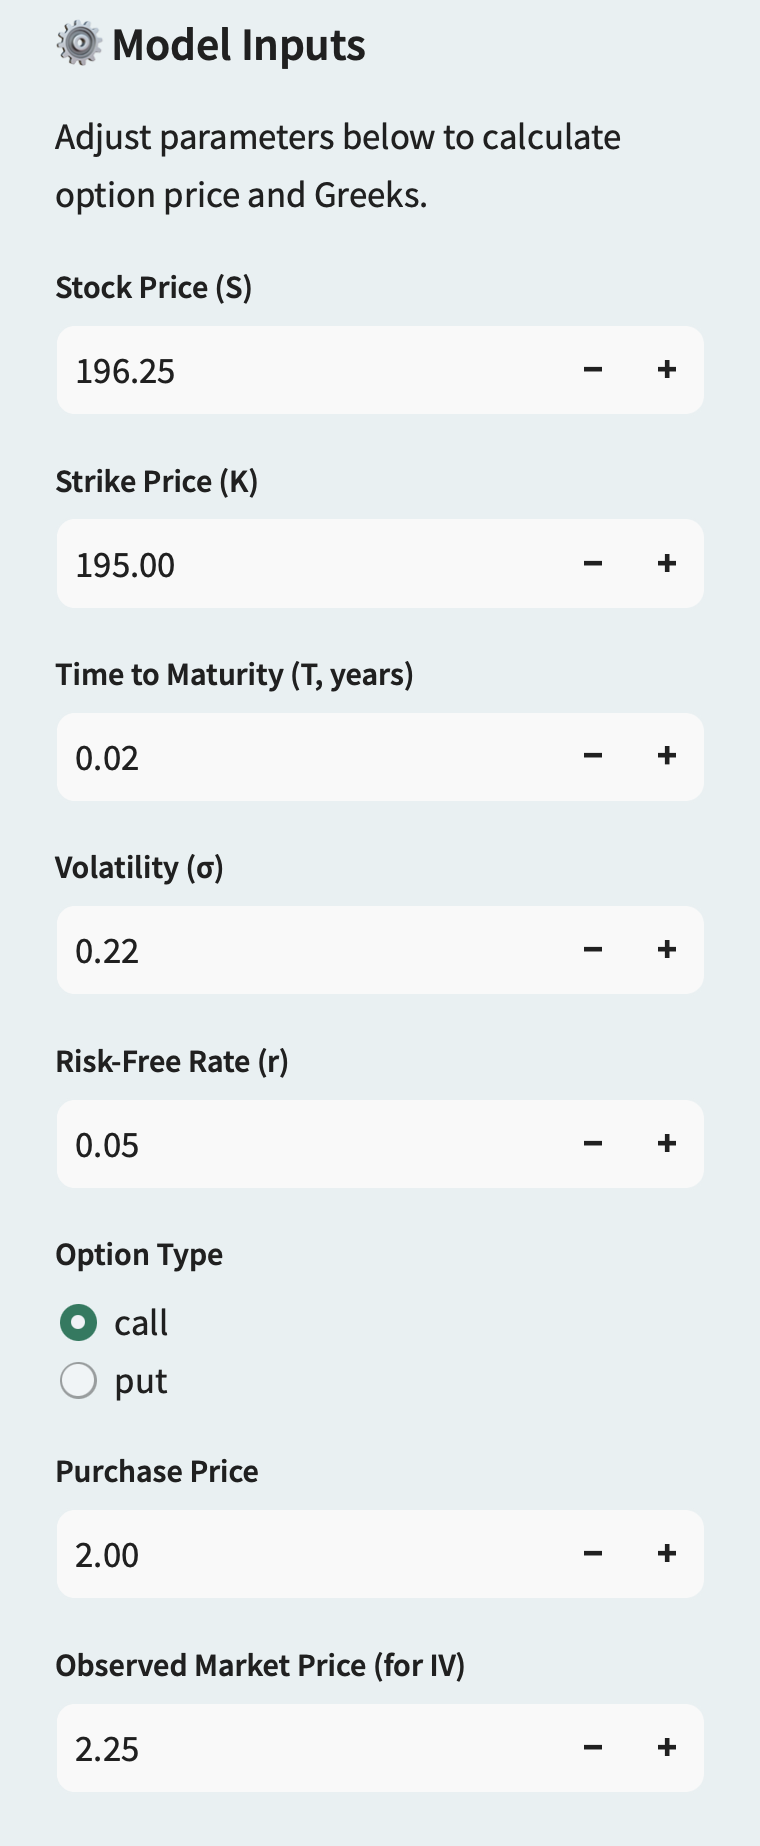 Model Inputs
Adjust parameters below to calculate
option price and Greeks.
Stock Price (S)
196.25 − +
Strike Price (K)
195.00 − +
Time to Maturity (T, years)
0.02 − +
Volatility (σ)
0.22 − +
Risk-Free Rate (r)
0.05 − +
Option Type
call
put
Purchase Price
2.00 − +
Observed Market Price (for IV)
2.25 − +